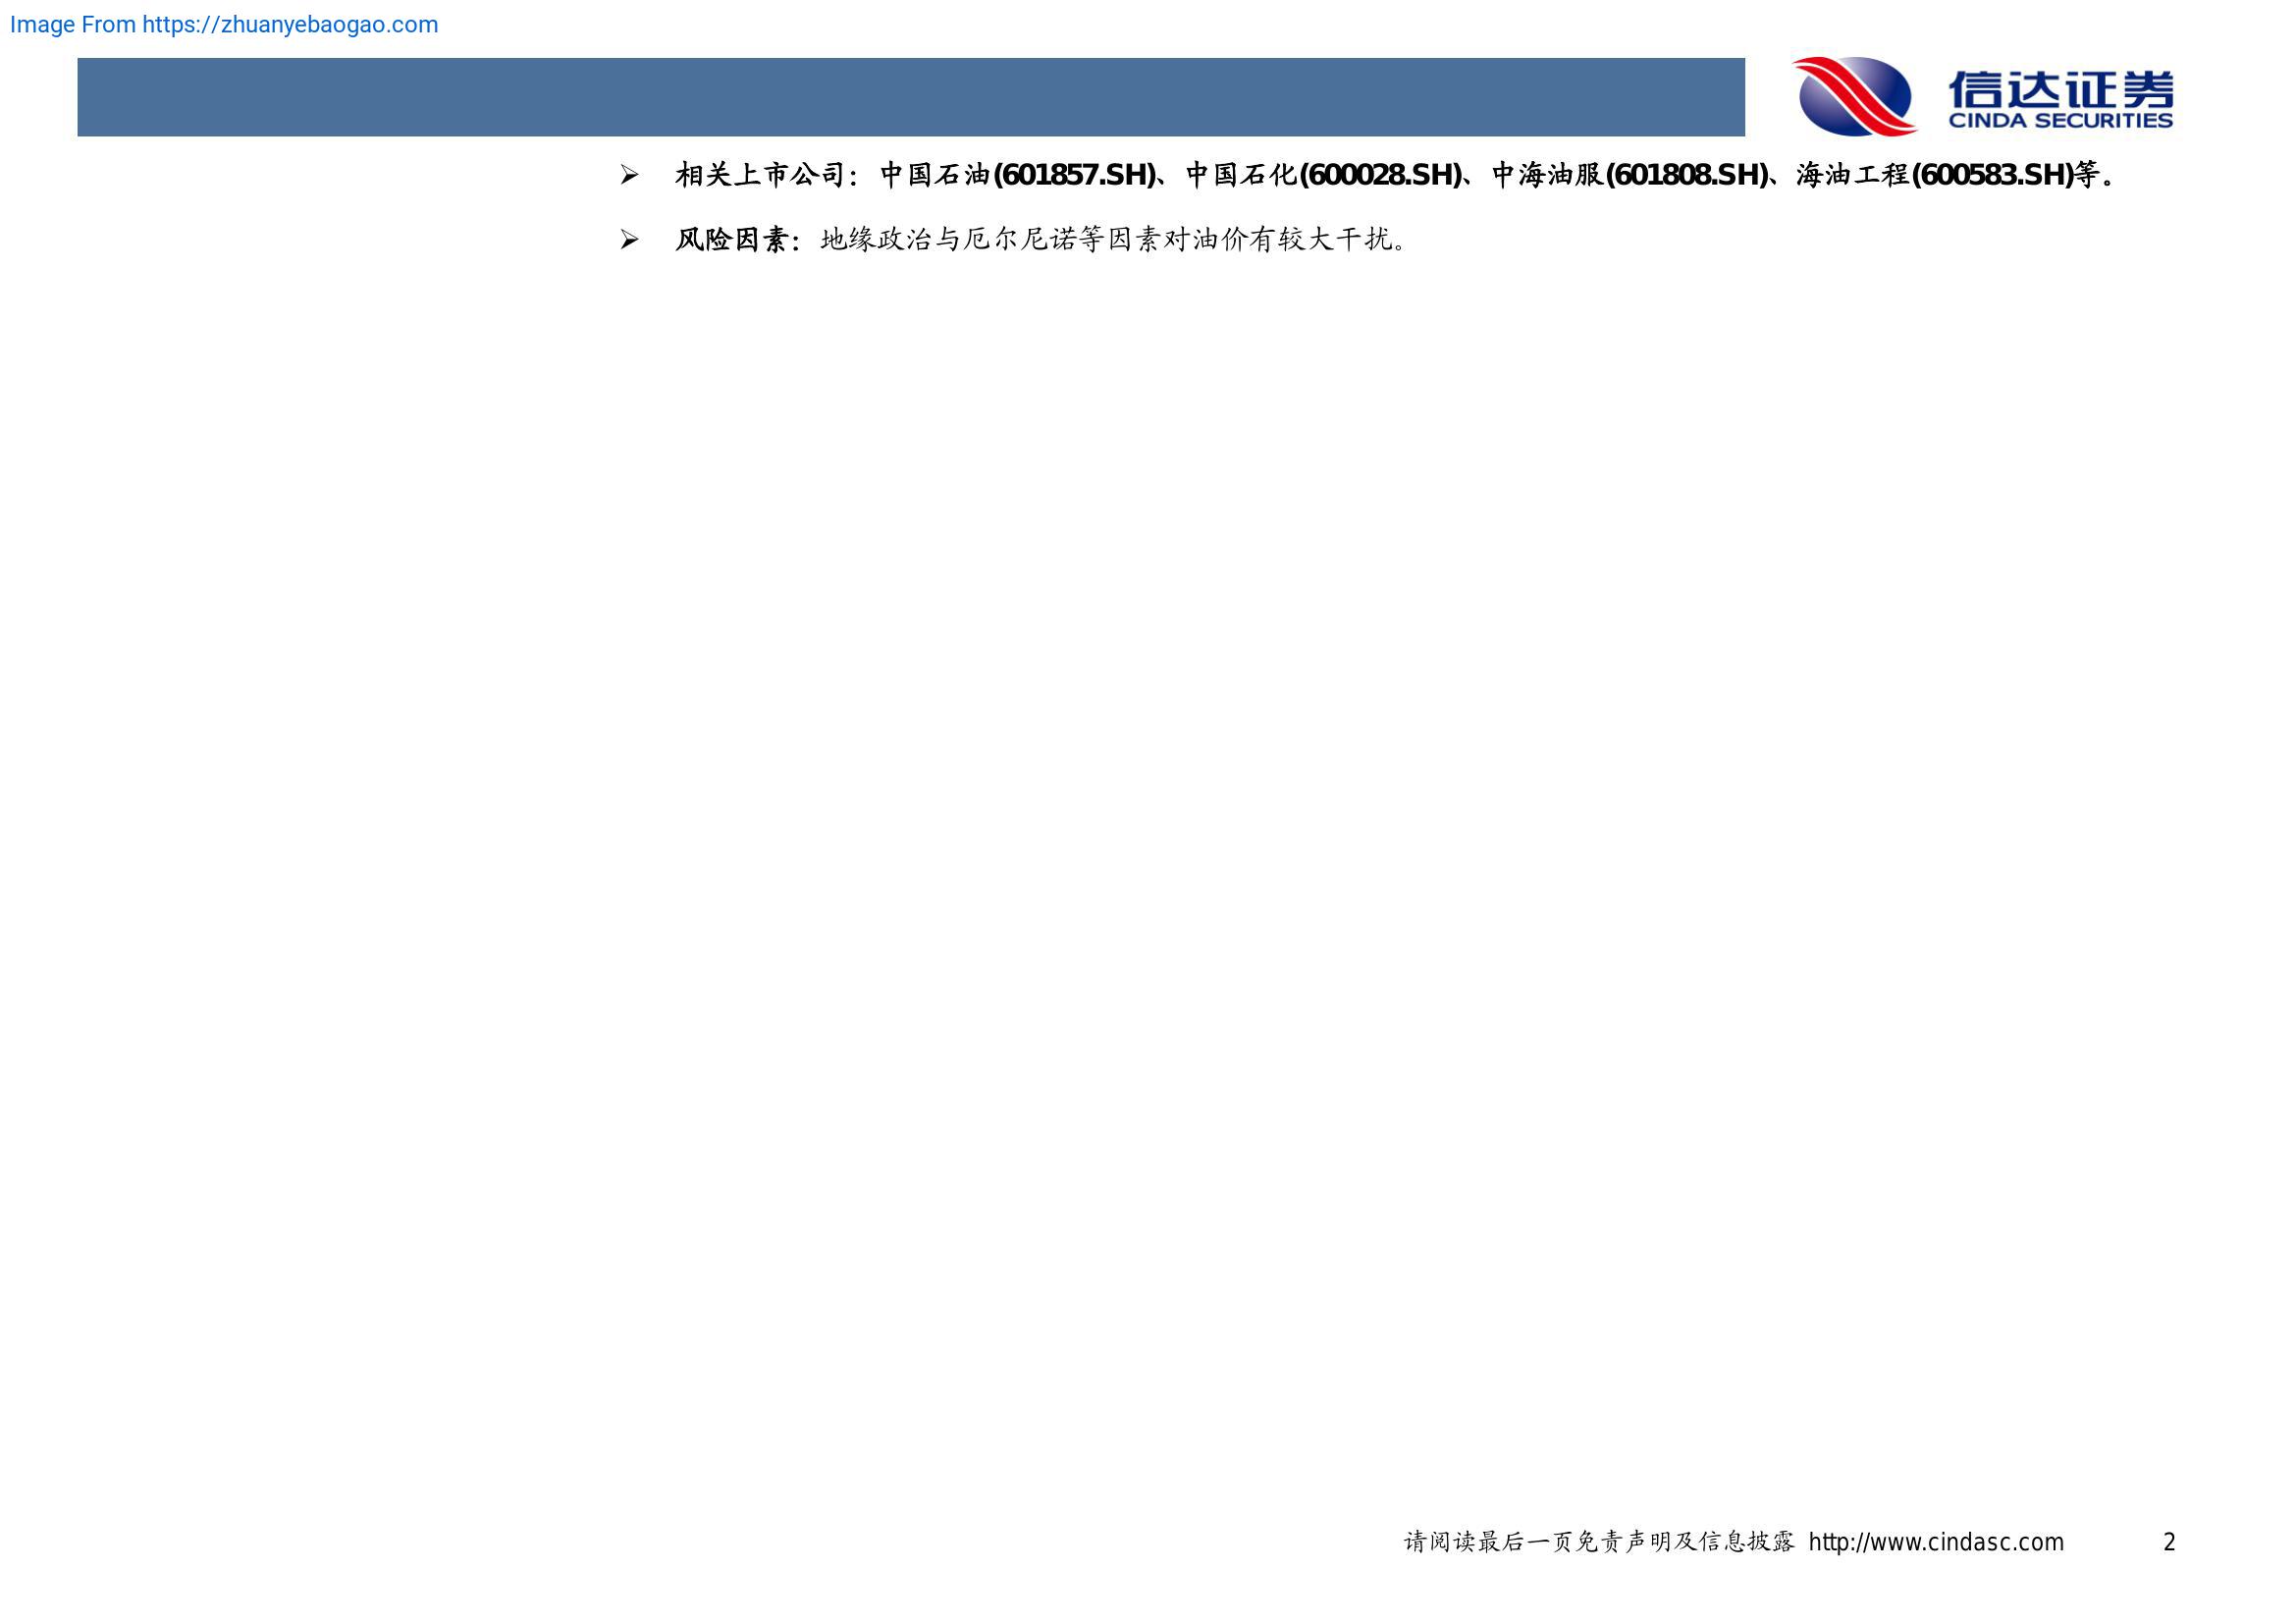 Image From https://zhuanyebaogao.com
信达证券
CINDA SECURITIES
➢ 相关上市公司：中国石油(601857.SH)、中国石化(600028.SH)、中海油服(601808.SH)、海油工程(600583.SH)等。
➢ 风险因素：地缘政治与厄尔尼诺等因素对油价有较大干扰。
请阅读最后一页免责声明及信息披露 http://www.cindasc.com 2